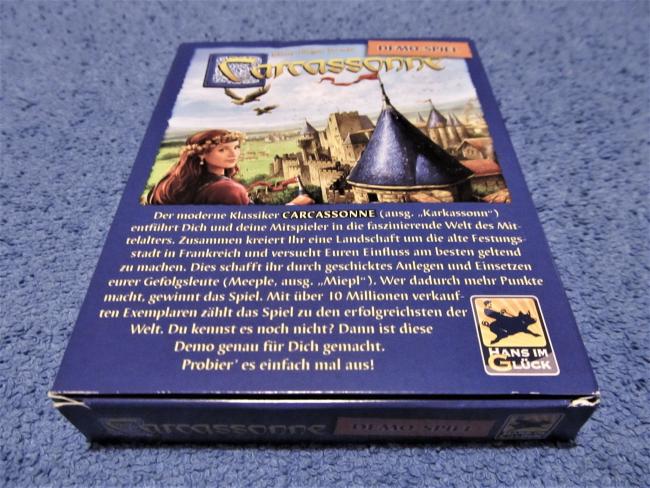 DEMO-SPIEL
Carcassonne
Der moderne Klassiker CARCASSONNE (ausg. „Karkassonn“)
entführt Dich und deine Mitspieler in die faszinierende Welt des Mit-
telalters. Zusammen kreiert Ihr eine Landschaft um die alte Festungs-
stadt in Frankreich und versucht Euren Einfluss am besten geltend
zu machen. Dies schafft ihr durch geschicktes Anlegen und Einsetzen
eurer Gefolgsleute (Meeple, ausg. „Miepl“). Wer dadurch mehr Punkte
macht, gewinnt das Spiel. Mit über 10 Millionen verkauf-
ten Exemplaren zählt das Spiel zu den erfolgreichsten der
Welt. Du kennst es noch nicht? Dann ist diese
Demo genau für Dich gemacht.
Probier’ es einfach mal aus!
HANS IM
GLÜCK
Carcassonne
DEMO-SPIEL
HANS IM
GLÜCK